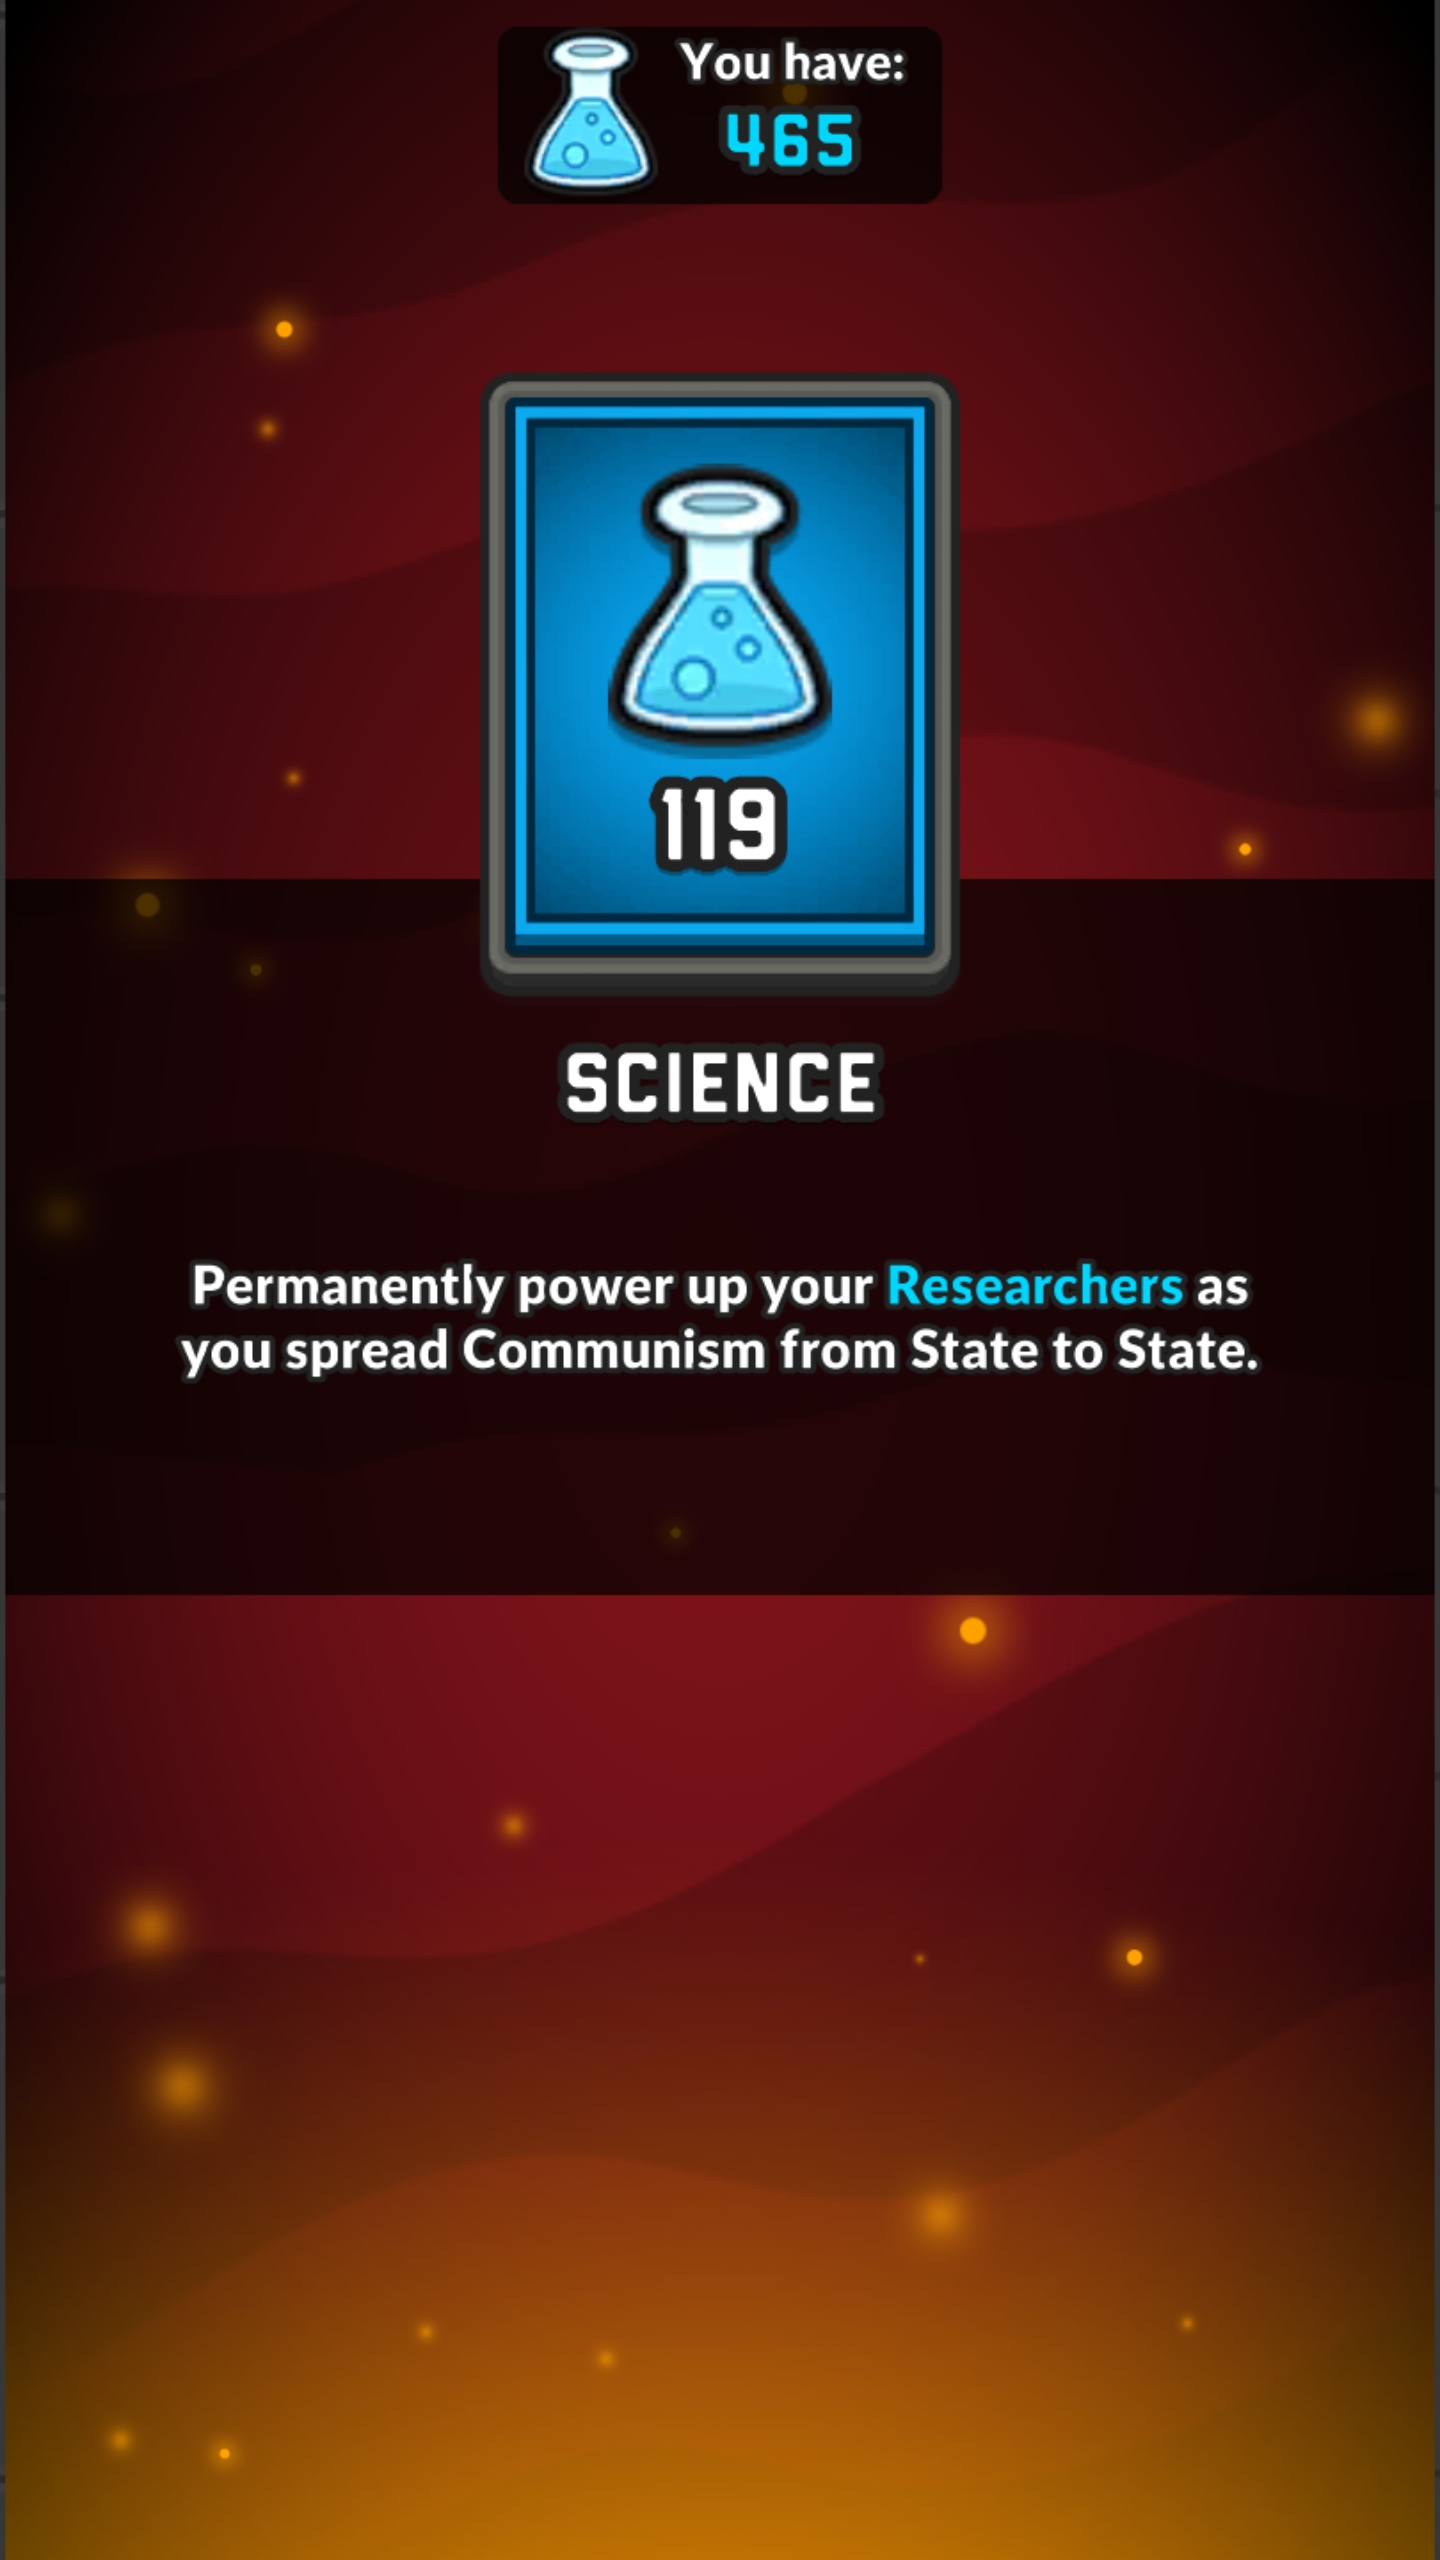 You have:
465
119
SCIENCE
Permanently power up your Researchers as
you spread Communism from State to State.